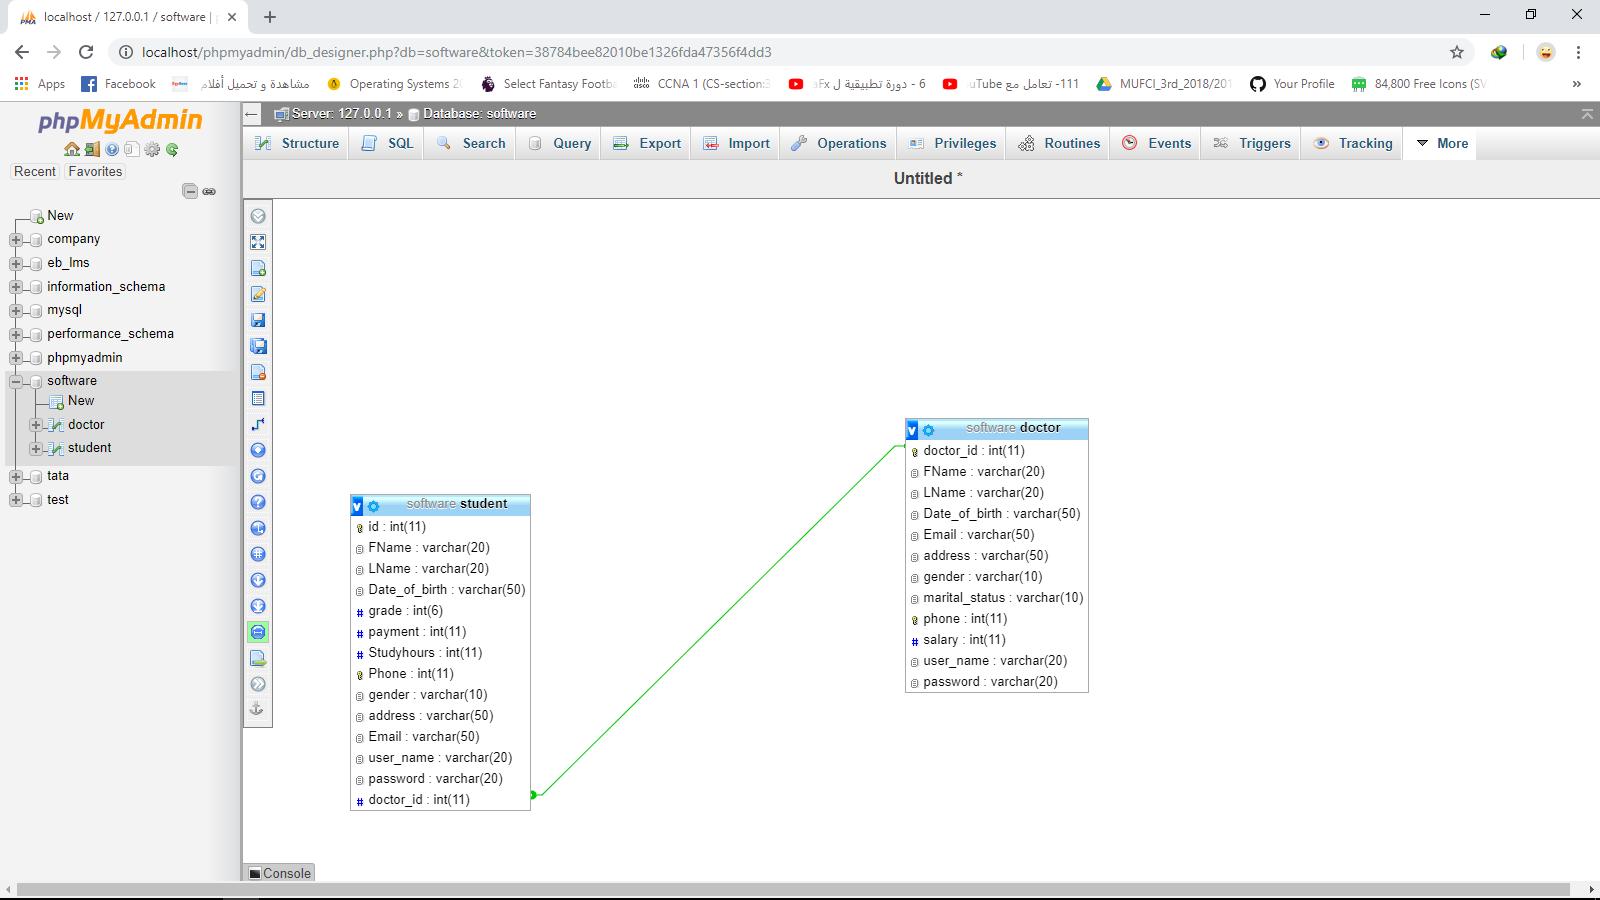 localhost / 127.0.0.1 / software |
localhost/phpmyadmin/db_designer.php?db=software&token=38784bee82010be1326fda47356f4dd3
Apps
Facebook
مشاهدة و تحميل أفلام
Operating Systems
Select Fantasy Footb
CCNA 1 (CS-section:
6 - دورة تطبيقية ل
111- تعامل مع
MUFCI_3rd_2018/201
Your Profile
84,800 Free Icons (SV
»
phpMyAdmin
Recent
Favorites
New
company
eb_lms
information_schema
mysql
performance_schema
phpmyadmin
software
New
doctor
student
tata
test
Server: 127.0.0.1 » Database: software
Structure
SQL
Search
Query
Export
Import
Operations
Privileges
Routines
Events
Triggers
Tracking
More
Untitled *
software student
id : int(11)
FName : varchar(20)
LName : varchar(20)
Date_of_birth : varchar(50)
# grade : int(6)
# payment : int(11)
# Studyhours : int(11)
Phone : int(11)
gender : varchar(10)
address : varchar(50)
Email : varchar(50)
user_name : varchar(20)
password : varchar(20)
# doctor_id : int(11)
software doctor
doctor_id : int(11)
FName : varchar(20)
LName : varchar(20)
Date_of_birth : varchar(50)
Email : varchar(50)
address : varchar(50)
gender : varchar(10)
marital_status : varchar(10)
phone : int(11)
# salary : int(11)
user_name : varchar(20)
password : varchar(20)
Console